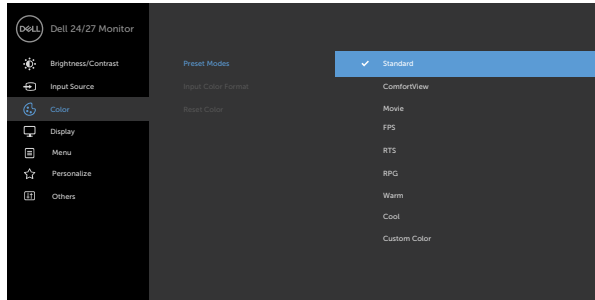 DELL
Dell 24/27 Monitor
Brightness/Contrast
Input Source
Color
Display
Menu
Personalize
Others
Preset Modes
Input Color Format
Reset Color
Standard
ComfortView
Movie
FPS
RTS
RPG
Warm
Cool
Custom Color